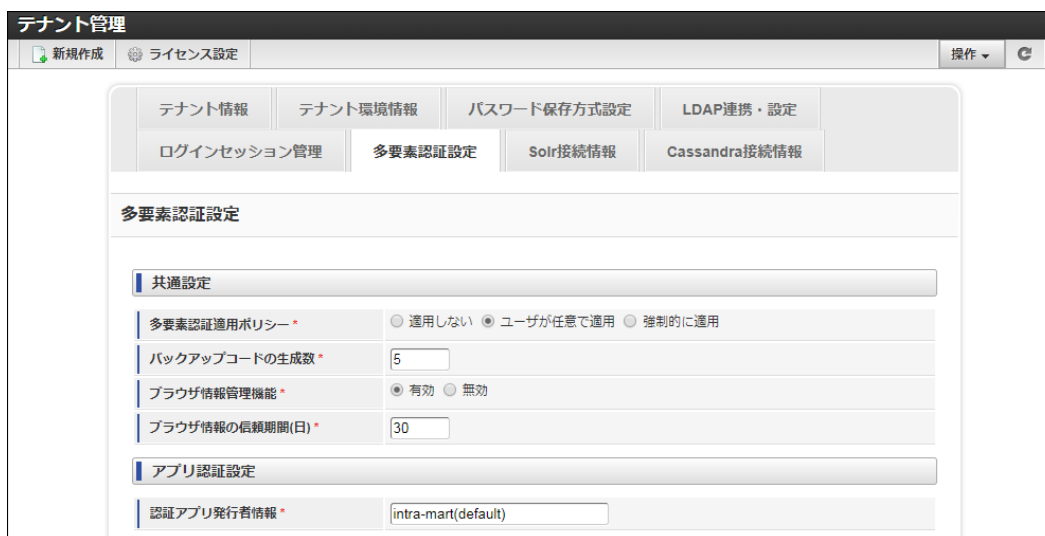 テナント管理
新規作成 ライセンス設定 操作
テナント情報 テナント環境情報 パスワード保存方式設定 LDAP連携・設定
ログインセッション管理 多要素認証設定 Solr接続情報 Cassandra接続情報
多要素認証設定
共通設定
多要素認証適用ポリシー* 適用しない ユーザが任意で適用 強制的に適用
バックアップコードの生成数* 5
ブラウザ情報管理機能* 有効 無効
ブラウザ情報の信頼期間(日)* 30
アプリ認証設定
認証アプリ発行者情報* intra-mart(default)